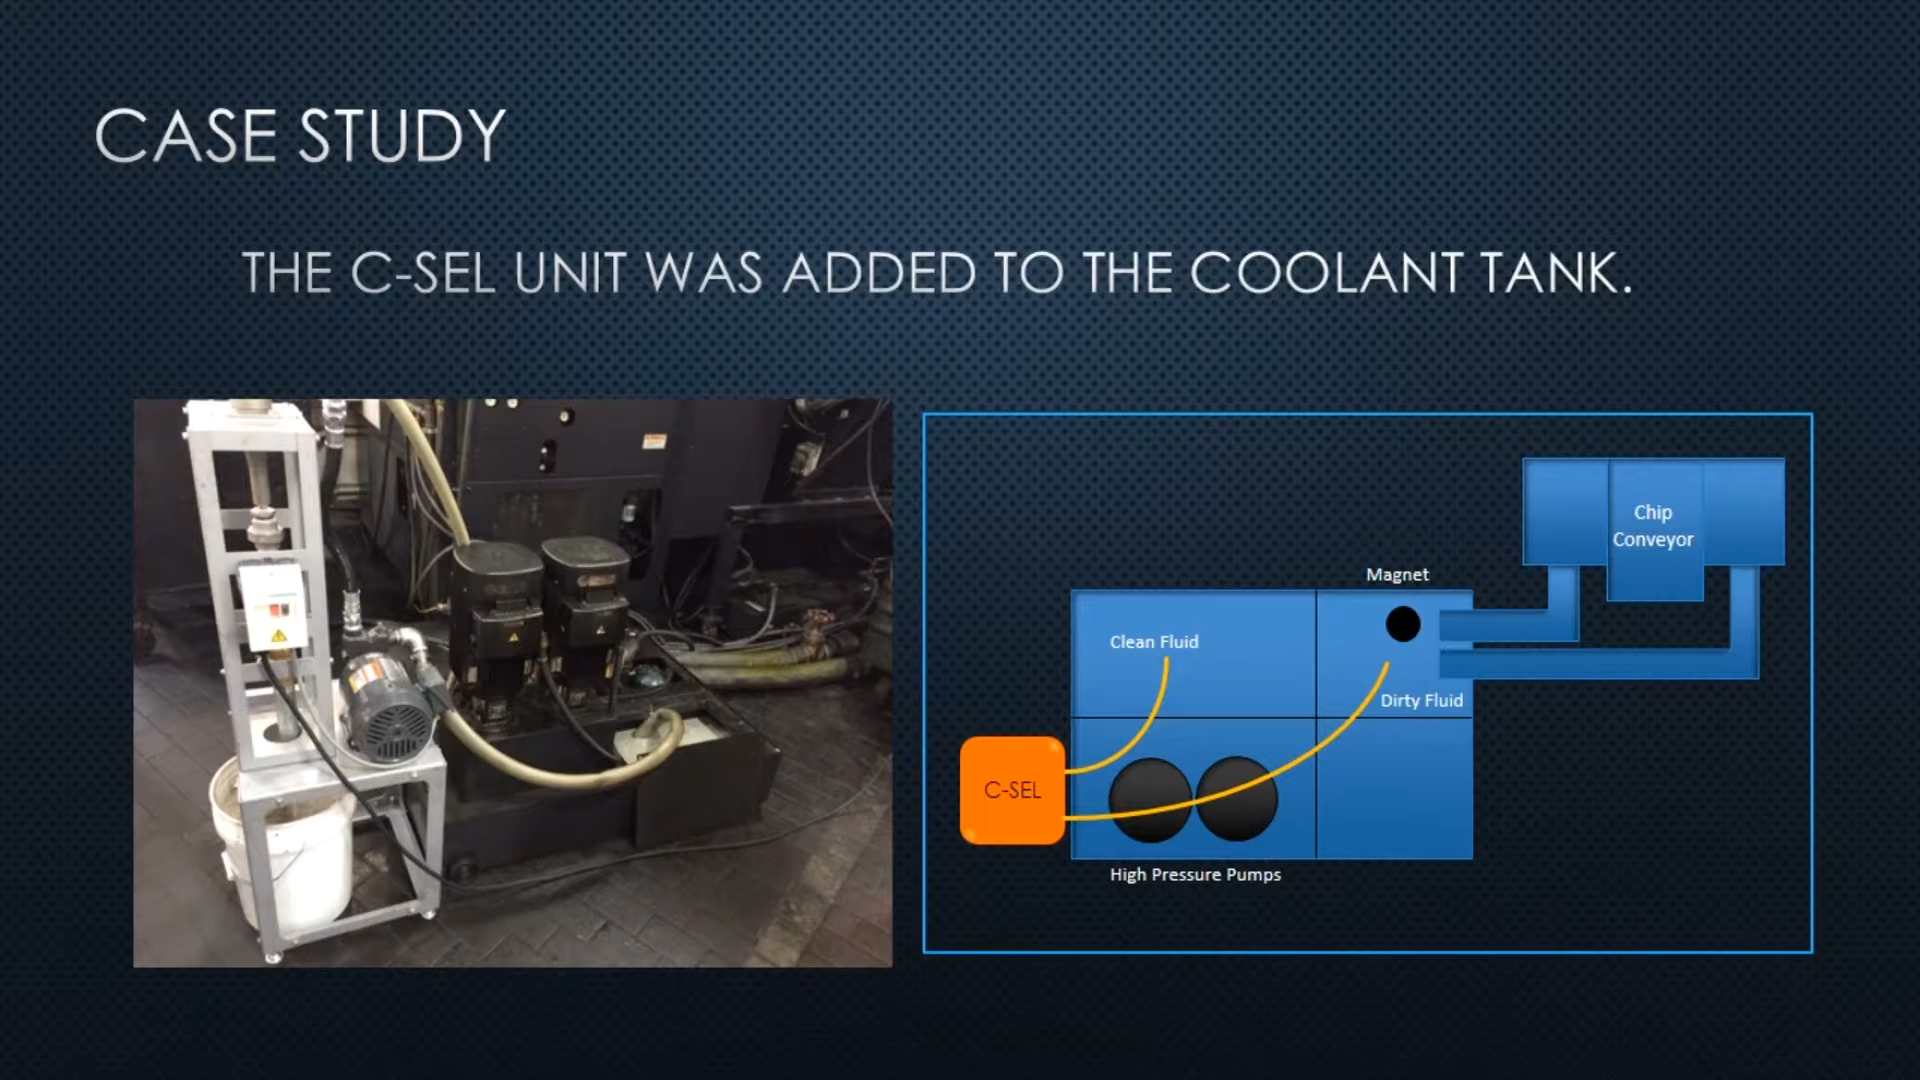 CASE STUDY
THE C-SEL UNIT WAS ADDED TO THE COOLANT TANK.
Chip
Conveyor
Magnet
Clean Fluid
Dirty Fluid
C-SEL
High Pressure Pumps